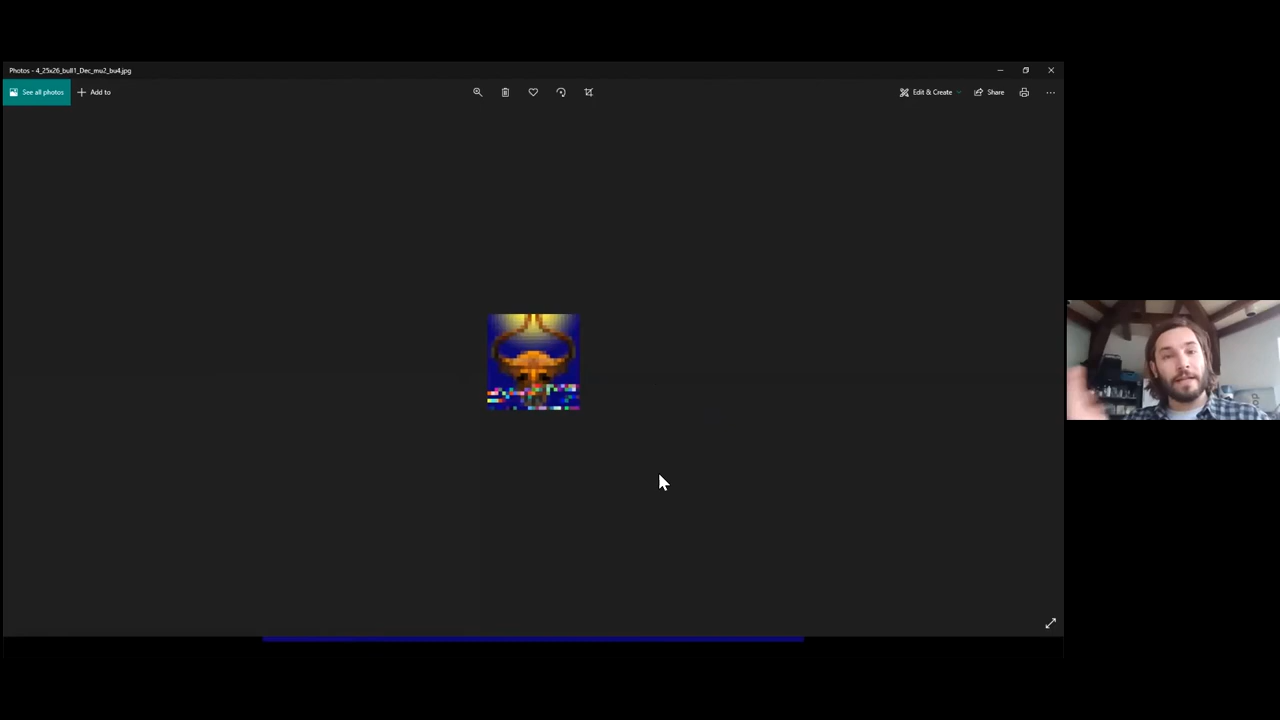 Photos - 4_25x26_bull1_Dec_mu2_bu4.jpg
See all photos
Add to
Edit & Create
Share